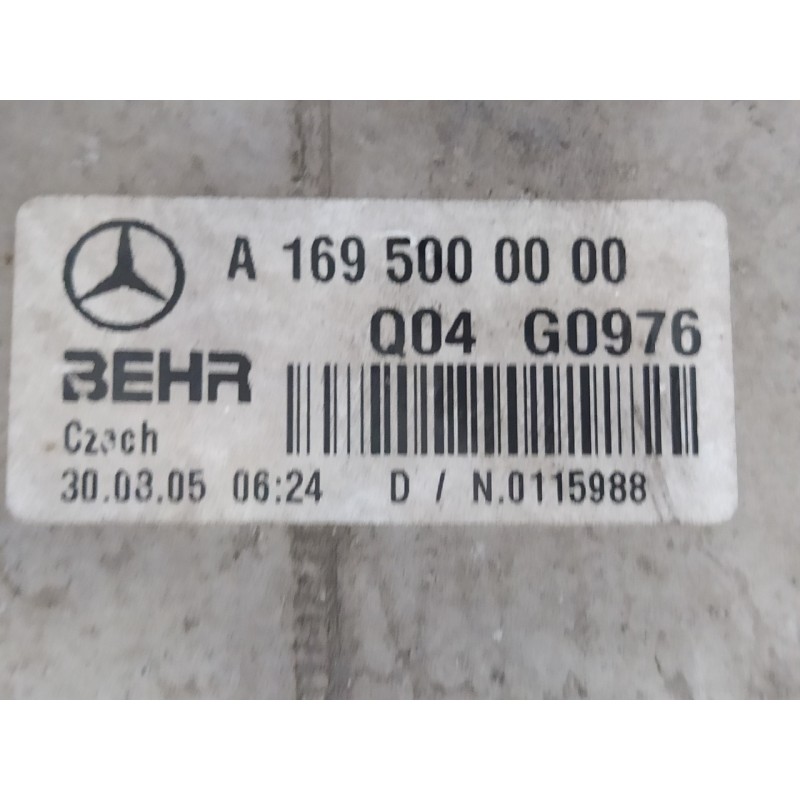 A 169 500 00 00
Q04 G0976
BEHR
Czech
30.03.05 06:24 D / N.0115988